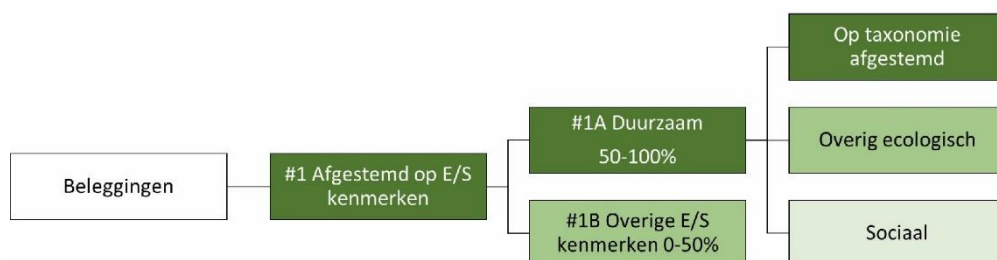 Beleggingen
#1 Afgestemd op E/S
kenmerken
#1A Duurzaam
50-100%
#1B Overige E/S
kenmerken 0-50%
Op taxonomie
afgestemd
Overig ecologisch
Sociaal